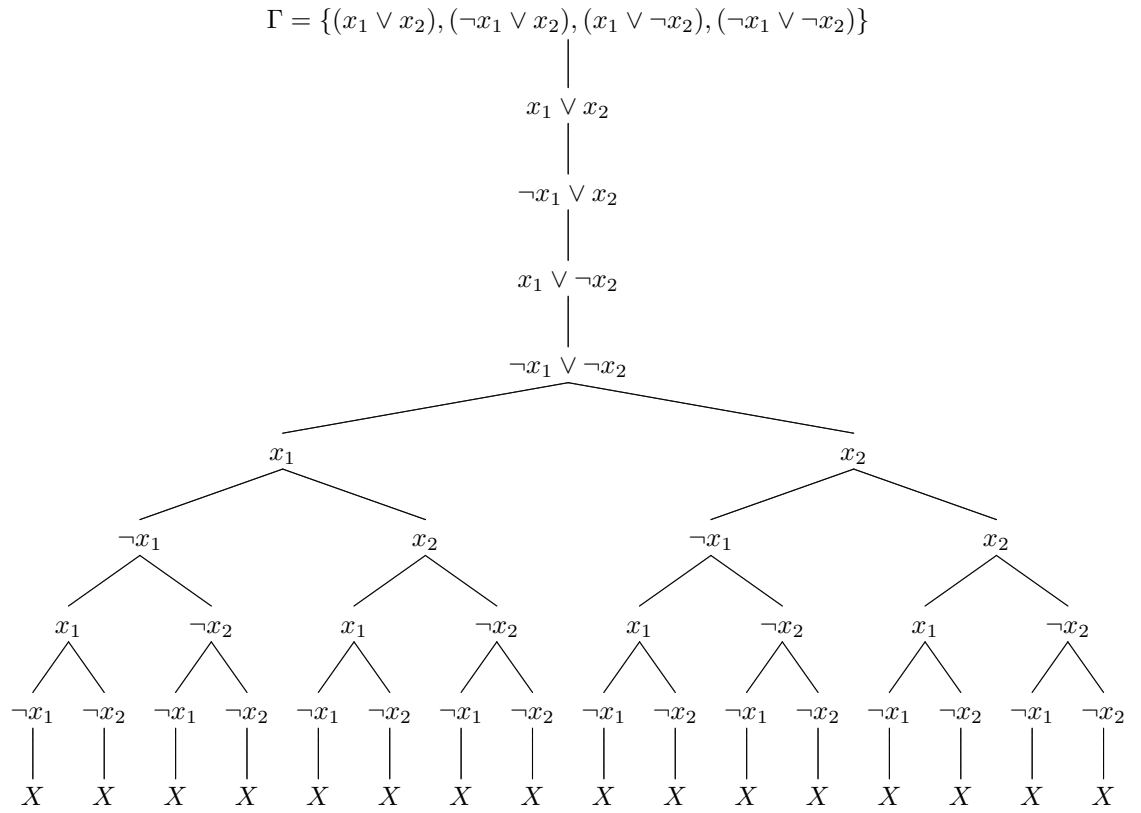 Γ = {(x₁ ∨ x₂), (¬x₁ ∨ x₂), (x₁ ∨ ¬x₂), (¬x₁ ∨ ¬x₂)}
x₁ ∨ x₂
¬x₁ ∨ x₂
x₁ ∨ ¬x₂
¬x₁ ∨ ¬x₂
x₁ x₂
¬x₁ x₂ ¬x₁ x₂
x₁ ¬x₂ x₁ ¬x₂ x₁ ¬x₂ x₁ ¬x₂
¬x₁ ¬x₂ ¬x₁ ¬x₂ ¬x₁ ¬x₂ ¬x₁ ¬x₂ ¬x₁ ¬x₂ ¬x₁ ¬x₂ ¬x₁ ¬x₂ ¬x₁ ¬x₂
X X X X X X X X X X X X X X X X